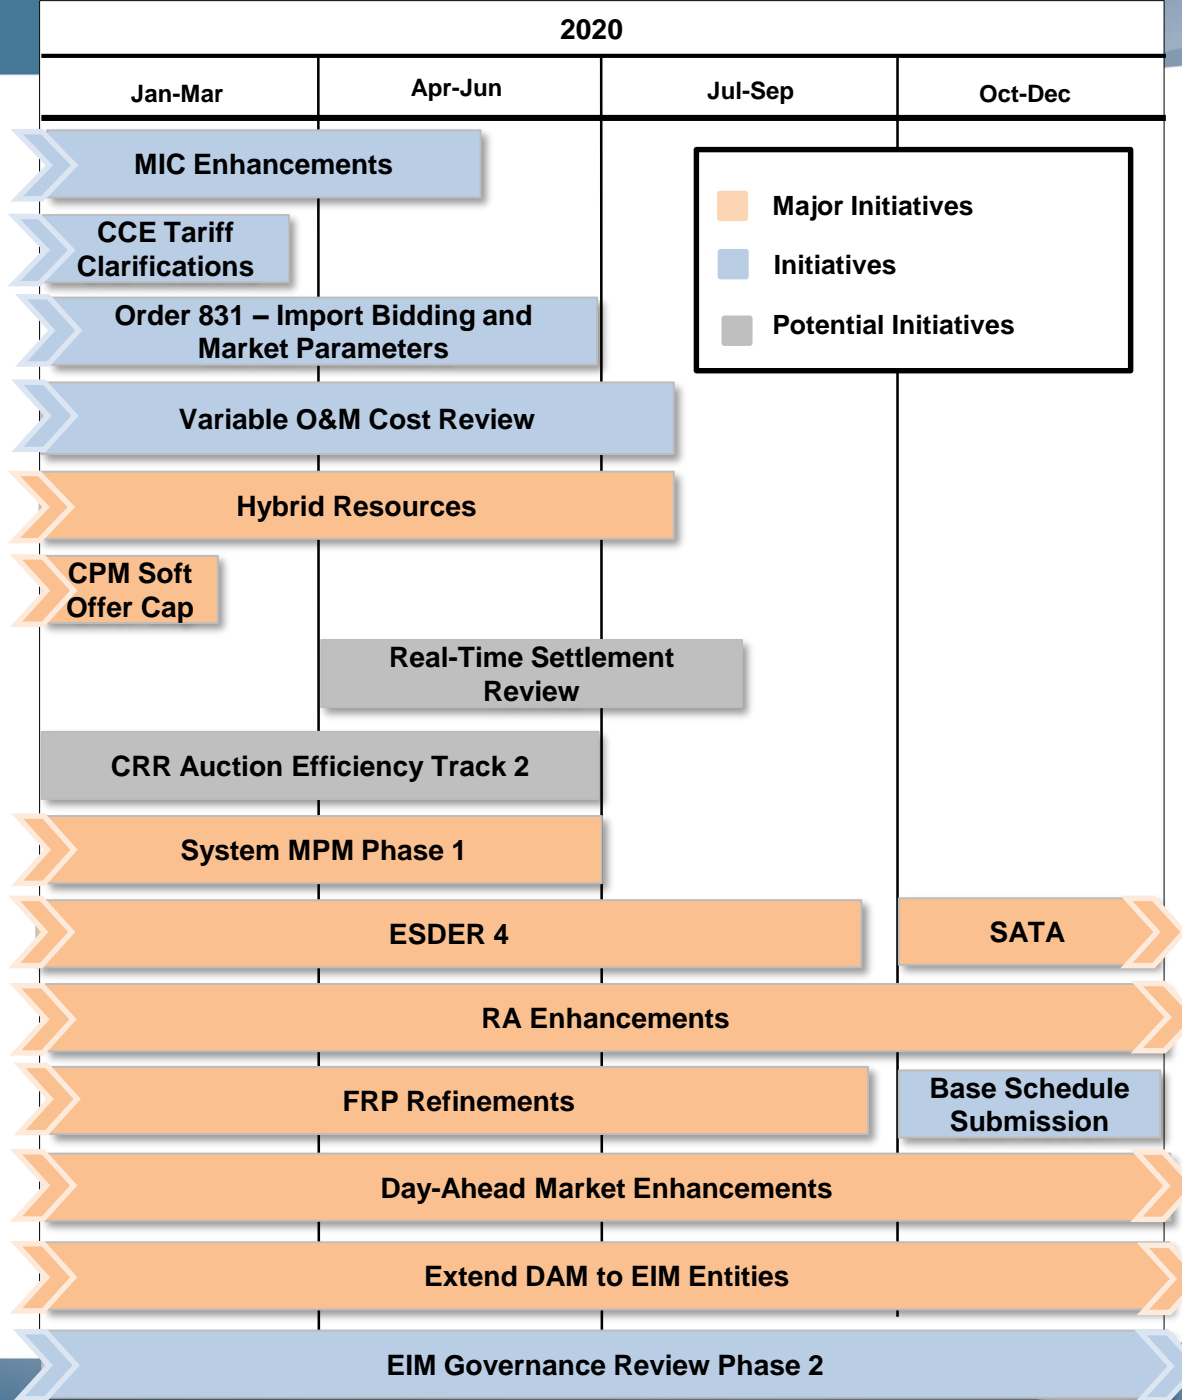 2020
Jan-Mar
Apr-Jun
Jul-Sep
Oct-Dec
MIC Enhancements
Major Initiatives
Initiatives
Potential Initiatives
CCE Tariff
Clarifications
Order 831 – Import Bidding and
Market Parameters
Variable O&M Cost Review
Hybrid Resources
CPM Soft
Offer Cap
Real-Time Settlement
Review
CRR Auction Efficiency Track 2
System MPM Phase 1
ESDER 4
SATA
RA Enhancements
FRP Refinements
Base Schedule
Submission
Day-Ahead Market Enhancements
Extend DAM to EIM Entities
EIM Governance Review Phase 2